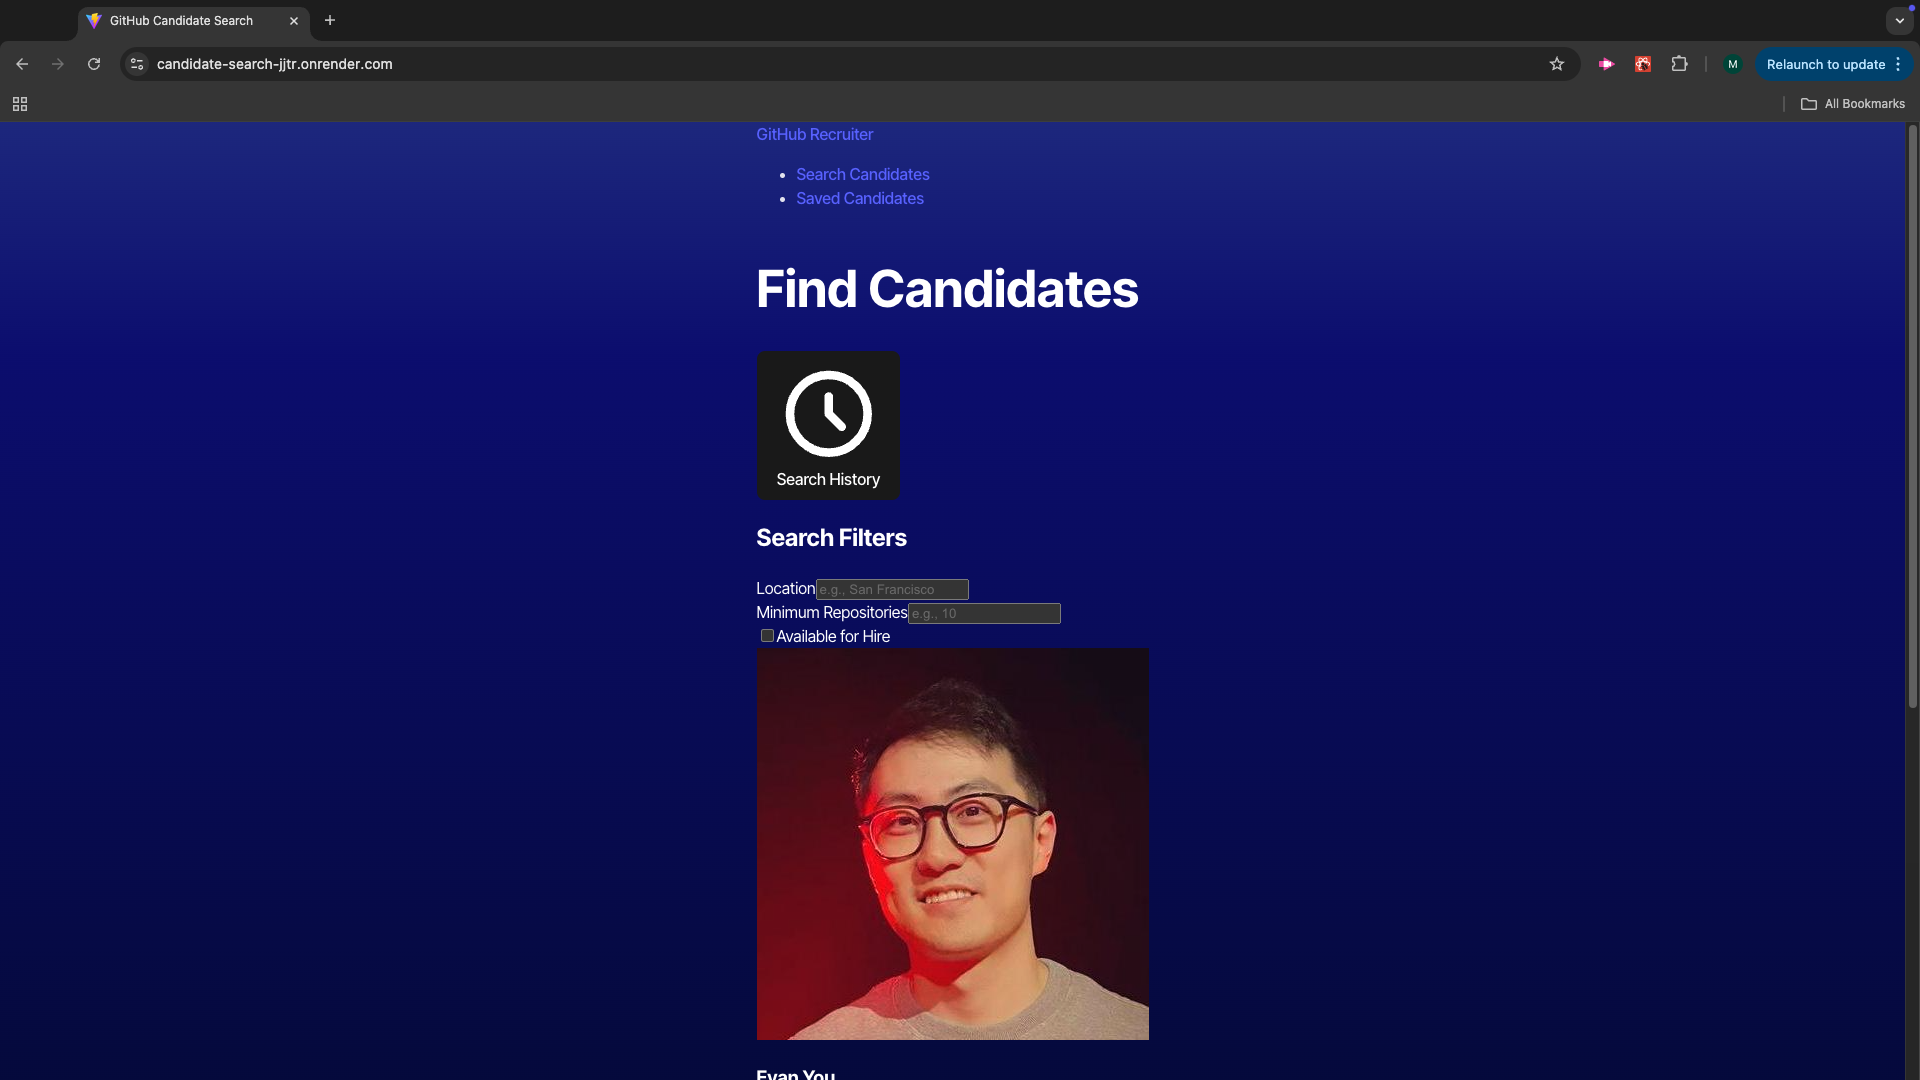 GitHub Candidate Search
candidate-search-jjtr.onrender.com
M
Relaunch to update
All Bookmarks
GitHub Recruiter
Search Candidates
Saved Candidates
Find Candidates
Search History
Search Filters
Location e.g., San Francisco
Minimum Repositories e.g., 10
Available for Hire
Evan You